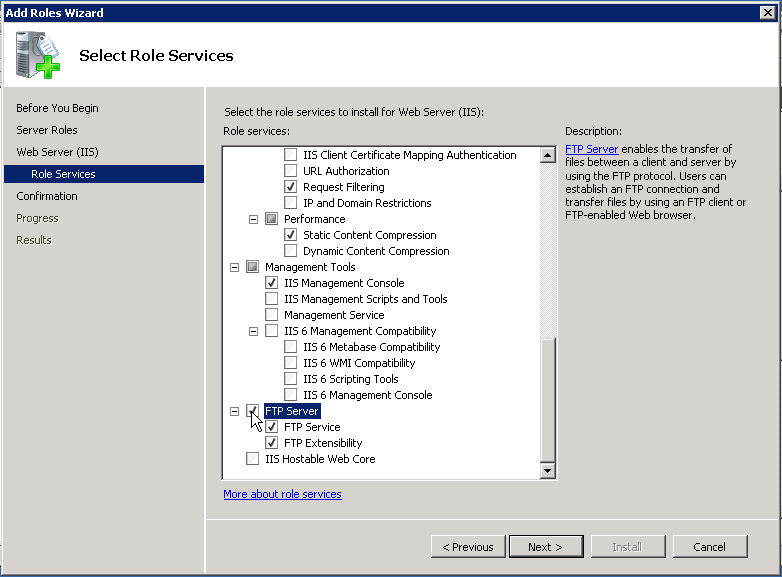 Add Roles Wizard
Select Role Services
Before You Begin
Server Roles
Web Server (IIS)
Role Services
Confirmation
Progress
Results
Select the role services to install for Web Server (IIS):
Role services:
IIS Client Certificate Mapping Authentication
URL Authorization
Request Filtering
IP and Domain Restrictions
Performance
Static Content Compression
Dynamic Content Compression
Management Tools
IIS Management Console
IIS Management Scripts and Tools
Management Service
IIS 6 Management Compatibility
IIS 6 Metabase Compatibility
IIS 6 WMI Compatibility
IIS 6 Scripting Tools
IIS 6 Management Console
FTP Server
FTP Service
FTP Extensibility
IIS Hostable Web Core
More about role services
Description:
FTP Server enables the transfer of
files between a client and server by
using the FTP protocol. Users can
establish an FTP connection and
transfer files by using an FTP client or
FTP-enabled Web browser.
< Previous
Next >
Install
Cancel